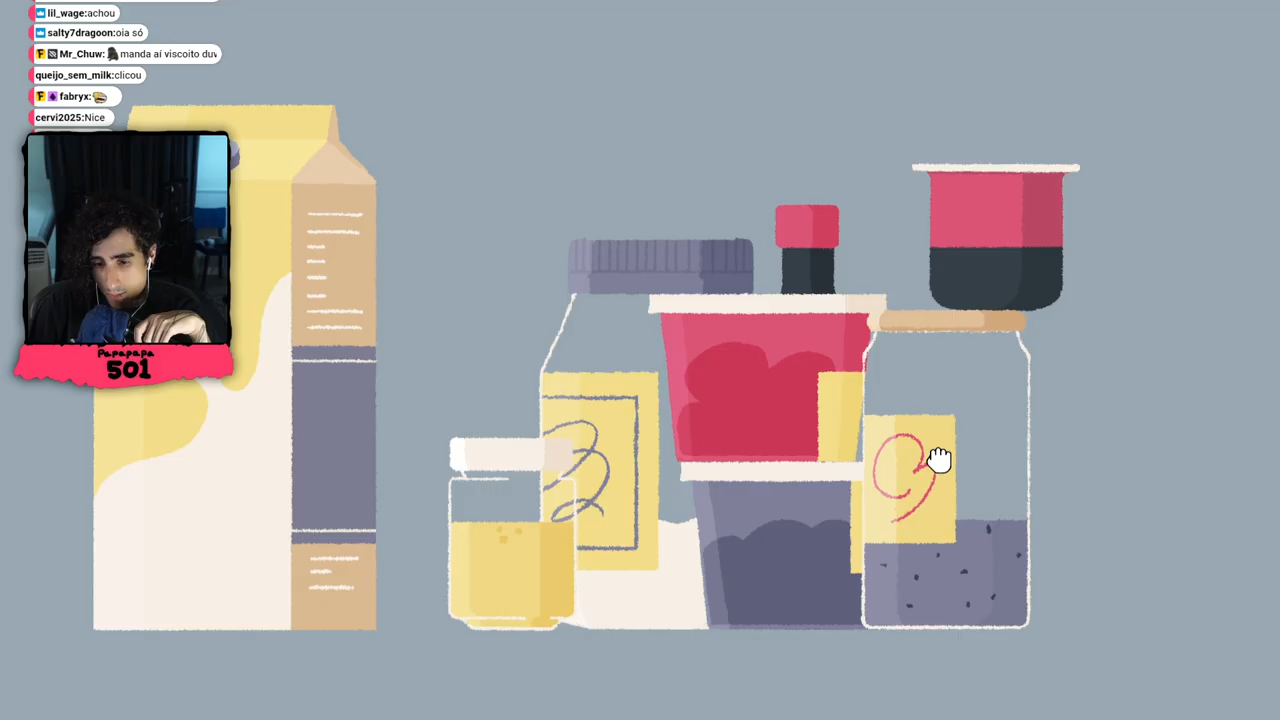 lil_wage:achou
salty7dragoon:oia só
Mr_Chuw: manda aí viscoito duv
queijo_sem_milk:clicou
fabryx:
cervi2025:Nice
Papapapa
501